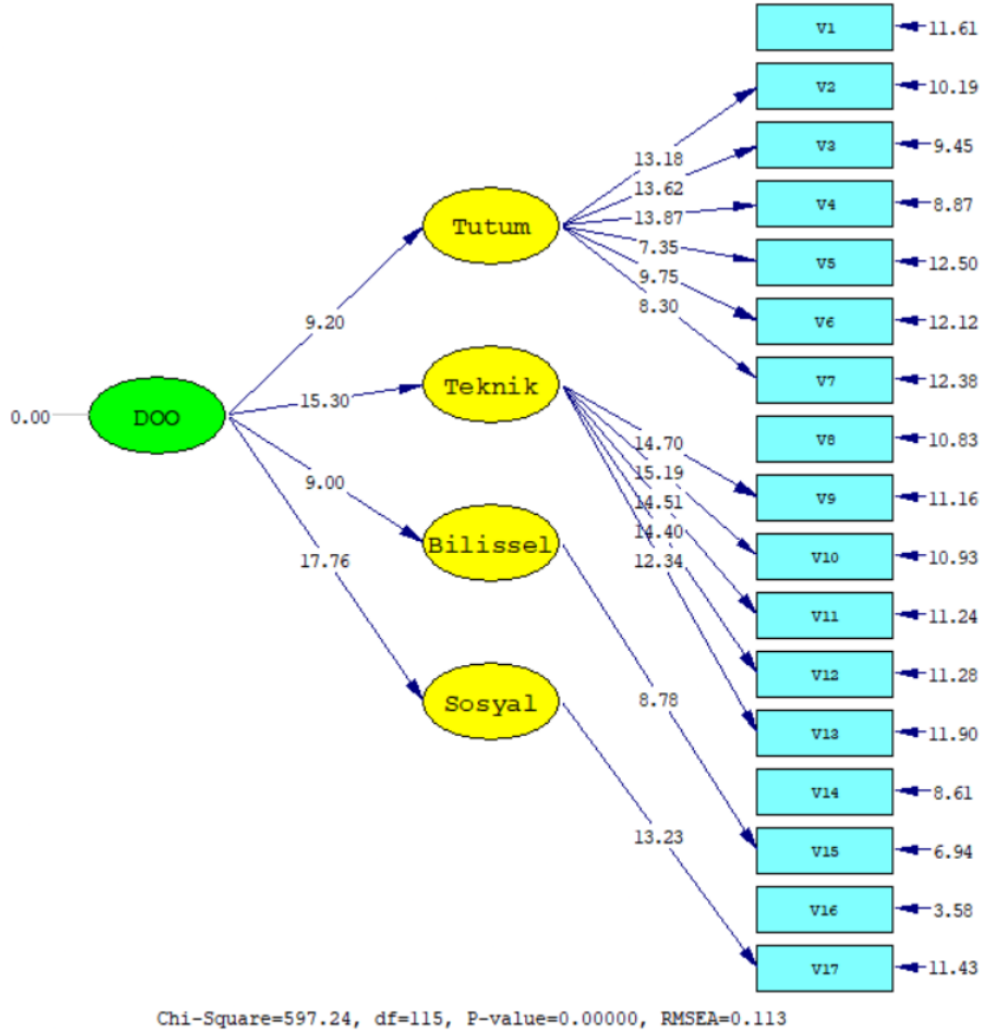 V1
11.61
V2
10.19
V3
9.45
13.18
13.62
V4
8.87
13.87
Tutum
7.35
V5
12.50
9.75
8.30
V6
12.12
9.20
V7
12.38
Teknik
15.30
0.00
DOO
V8
10.83
14.70
15.19
9.00
V9
11.16
14.51
14.40
12.34
Bilissel
V10
10.93
17.76
V11
11.24
V12
11.28
8.78
Sosyal
V13
11.90
V14
8.61
13.23
V15
6.94
V16
3.58
V17
11.43
Chi-Square=597.24, df=115, P-value=0.00000, RMSEA=0.113